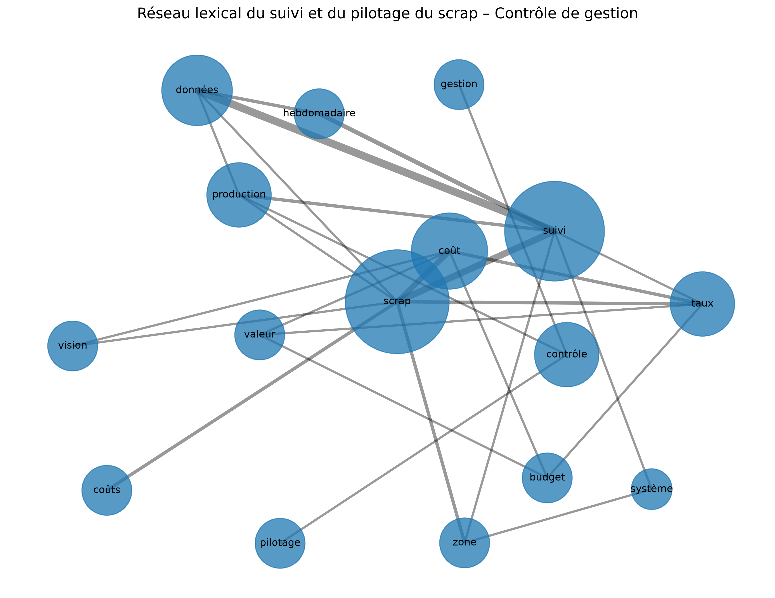 Réseau lexical du suivi et du pilotage du scrap – Contrôle de gestion
gestion
données
hebdomadaire
production
suivi
coût
scrap
taux
valeur
vision
contrôle
budget
système
coûts
pilotage
zone